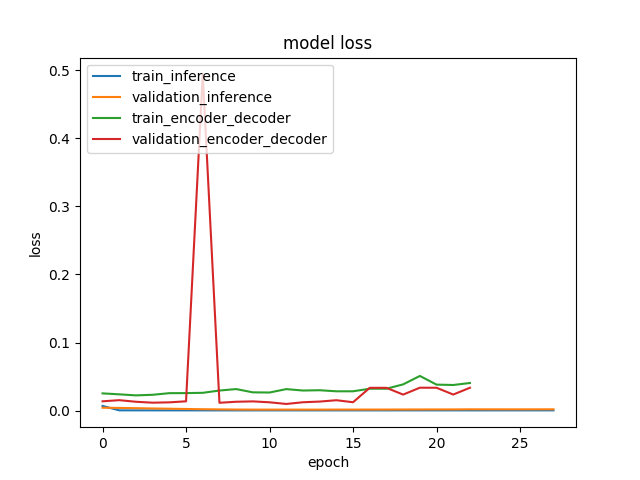 model loss
train_inference
validation_inference
train_encoder_decoder
validation_encoder_decoder
loss
0.5
0.4
0.3
0.2
0.1
0.0
0 5 10 15 20 25
epoch